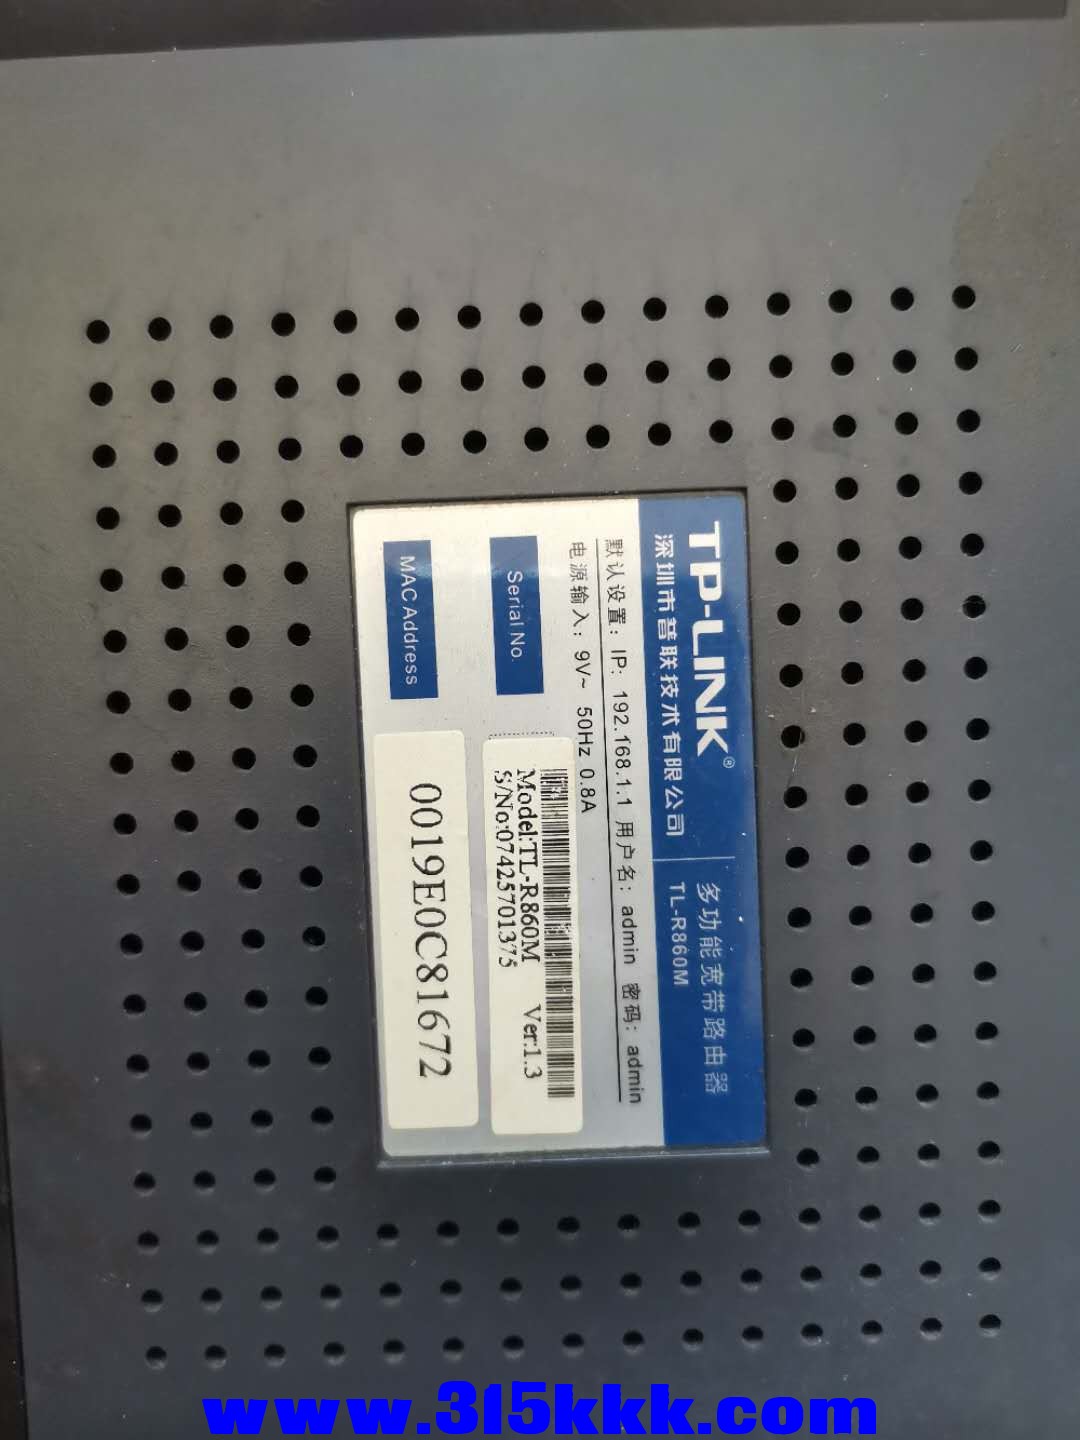 TP-LINK®
深圳市普联技术有限公司
多功能宽带路由器
TL-R860M
默认设置: IP: 192.168.1.1 用户名: admin 密码: admin
电源输入: 9V~ 50Hz 0.8A
Serial No.
Model:TL-R860M Ver:1.3
S/No:07425701375
MAC Address
0019E0C81672
www.315kkk.com